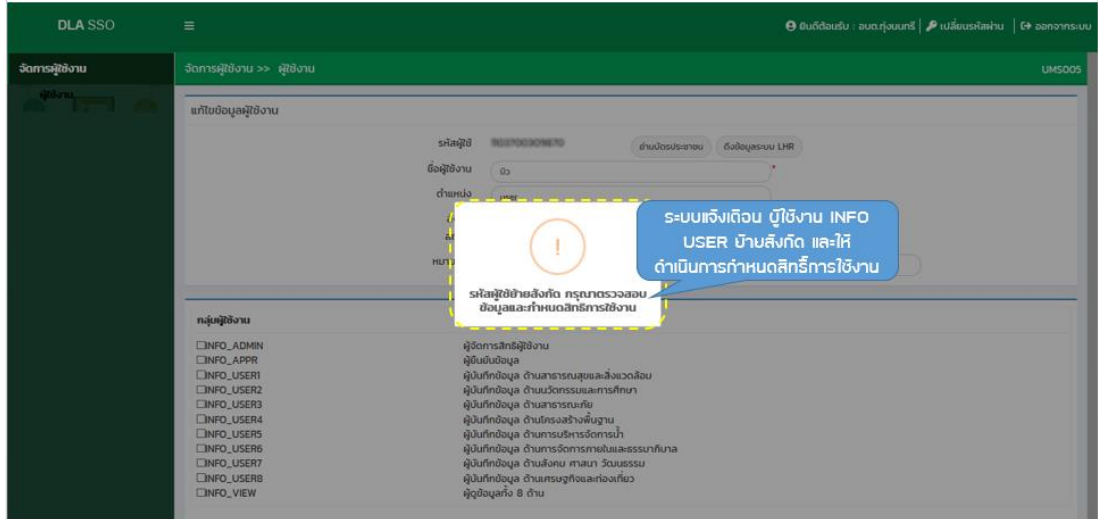 DLA SSO
ยินดีต้อนรับ : อบต.ทุ่งนนทรี | เปลี่ยนรหัสผ่าน | ออกจากระบบ
จัดการผู้ใช้งาน
จัดการผู้ใช้งาน >> ผู้ใช้งาน
UMS005
ผู้ใช้งาน
แก้ไขข้อมูลผู้ใช้งาน
รหัสผู้ใช้
อ่านบัตรประชาชน
ดึงข้อมูลระบบ LHR
ชื่อผู้ใช้งาน
นิว
*
ตำแหน่ง
user
ระบบแจ้งเตือน ผู้ใช้งาน INFO
USER ย้ายสังกัด และให้
ดำเนินการกำหนดสิทธิ์การใช้งาน
!
รหัสผู้ใช้ย้ายสังกัด กรุณาตรวจสอบ
ข้อมูลและกำหนดสิทธิการใช้งาน
กลุ่มผู้ใช้งาน
INFO_ADMIN ผู้จัดการสิทธิผู้ใช้งาน
INFO_APPR ผู้ยืนยันข้อมูล
INFO_USER1 ผู้บันทึกข้อมูล ด้านสาธารณสุขและสิ่งแวดล้อม
INFO_USER2 ผู้บันทึกข้อมูล ด้านนวัตกรรมและการศึกษา
INFO_USER3 ผู้บันทึกข้อมูล ด้านสาธารณะภัย
INFO_USER4 ผู้บันทึกข้อมูล ด้านโครงสร้างพื้นฐาน
INFO_USER5 ผู้บันทึกข้อมูล ด้านการบริหารจัดการน้ำ
INFO_USER6 ผู้บันทึกข้อมูล ด้านการจัดการภายในและธรรมาภิบาล
INFO_USER7 ผู้บันทึกข้อมูล ด้านสังคม ศาสนา วัฒนธรรม
INFO_USER8 ผู้บันทึกข้อมูล ด้านเศรษฐกิจและท่องเที่ยว
INFO_VIEW ผู้ดูข้อมูลทั้ง 8 ด้าน